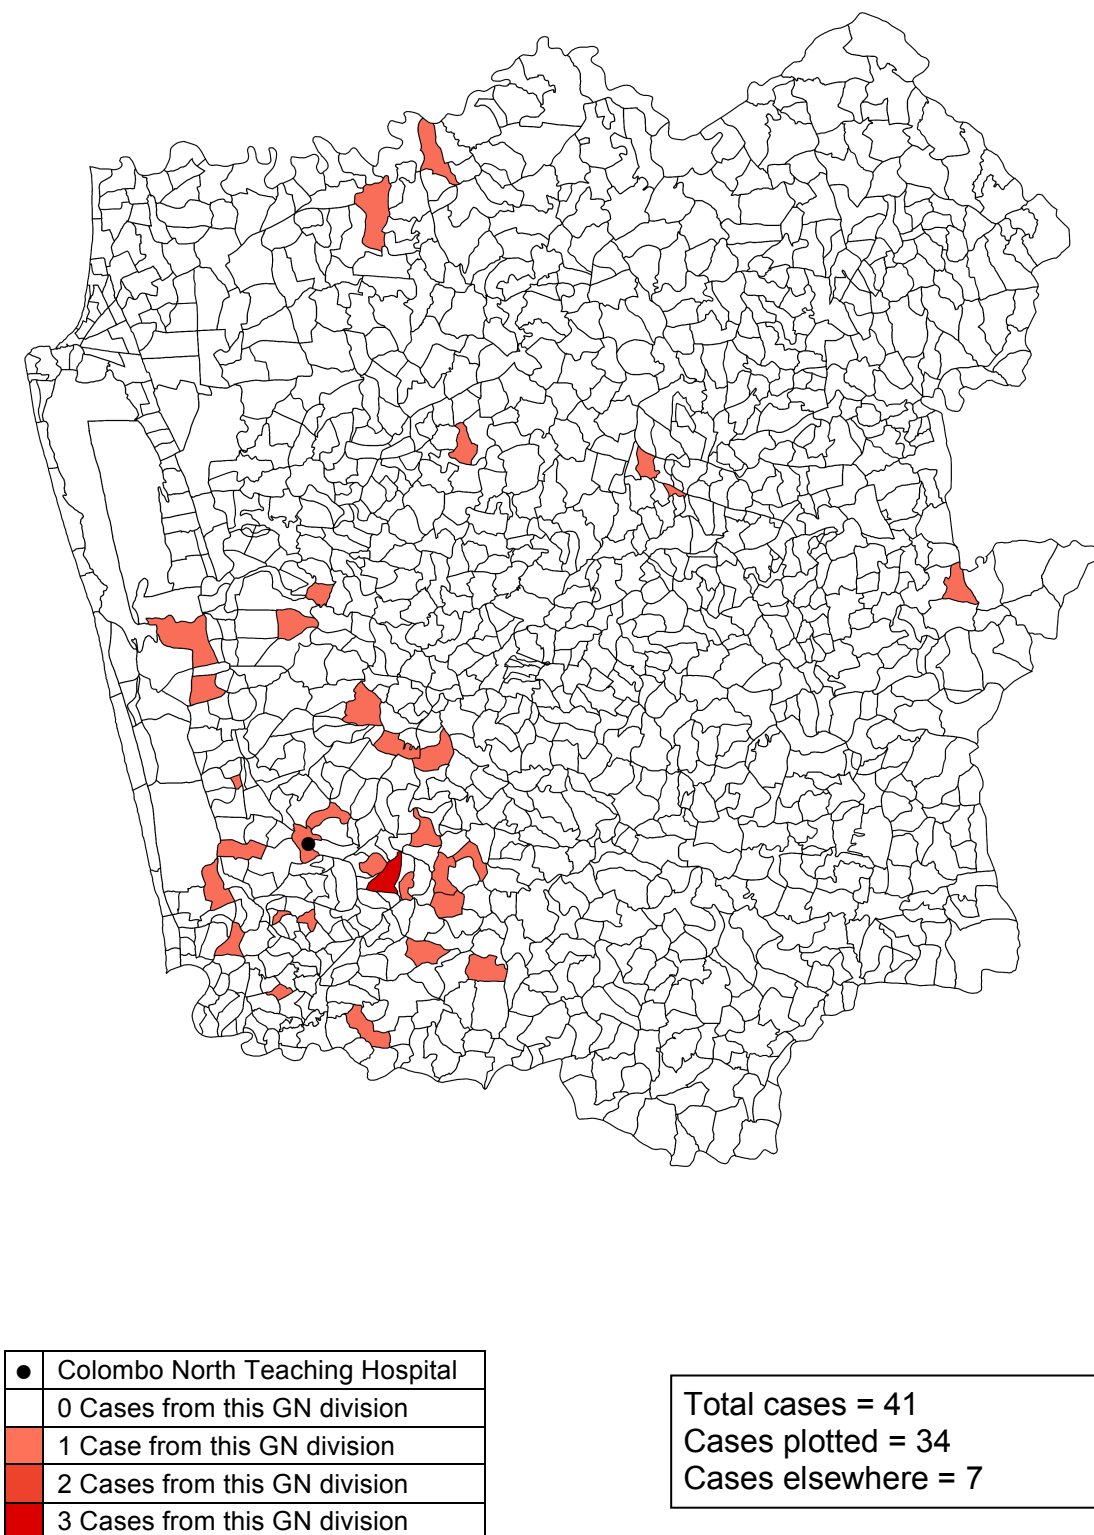 ● Colombo North Teaching Hospital
0 Cases from this GN division
1 Case from this GN division
2 Cases from this GN division
3 Cases from this GN division
Total cases = 41
Cases plotted = 34
Cases elsewhere = 7